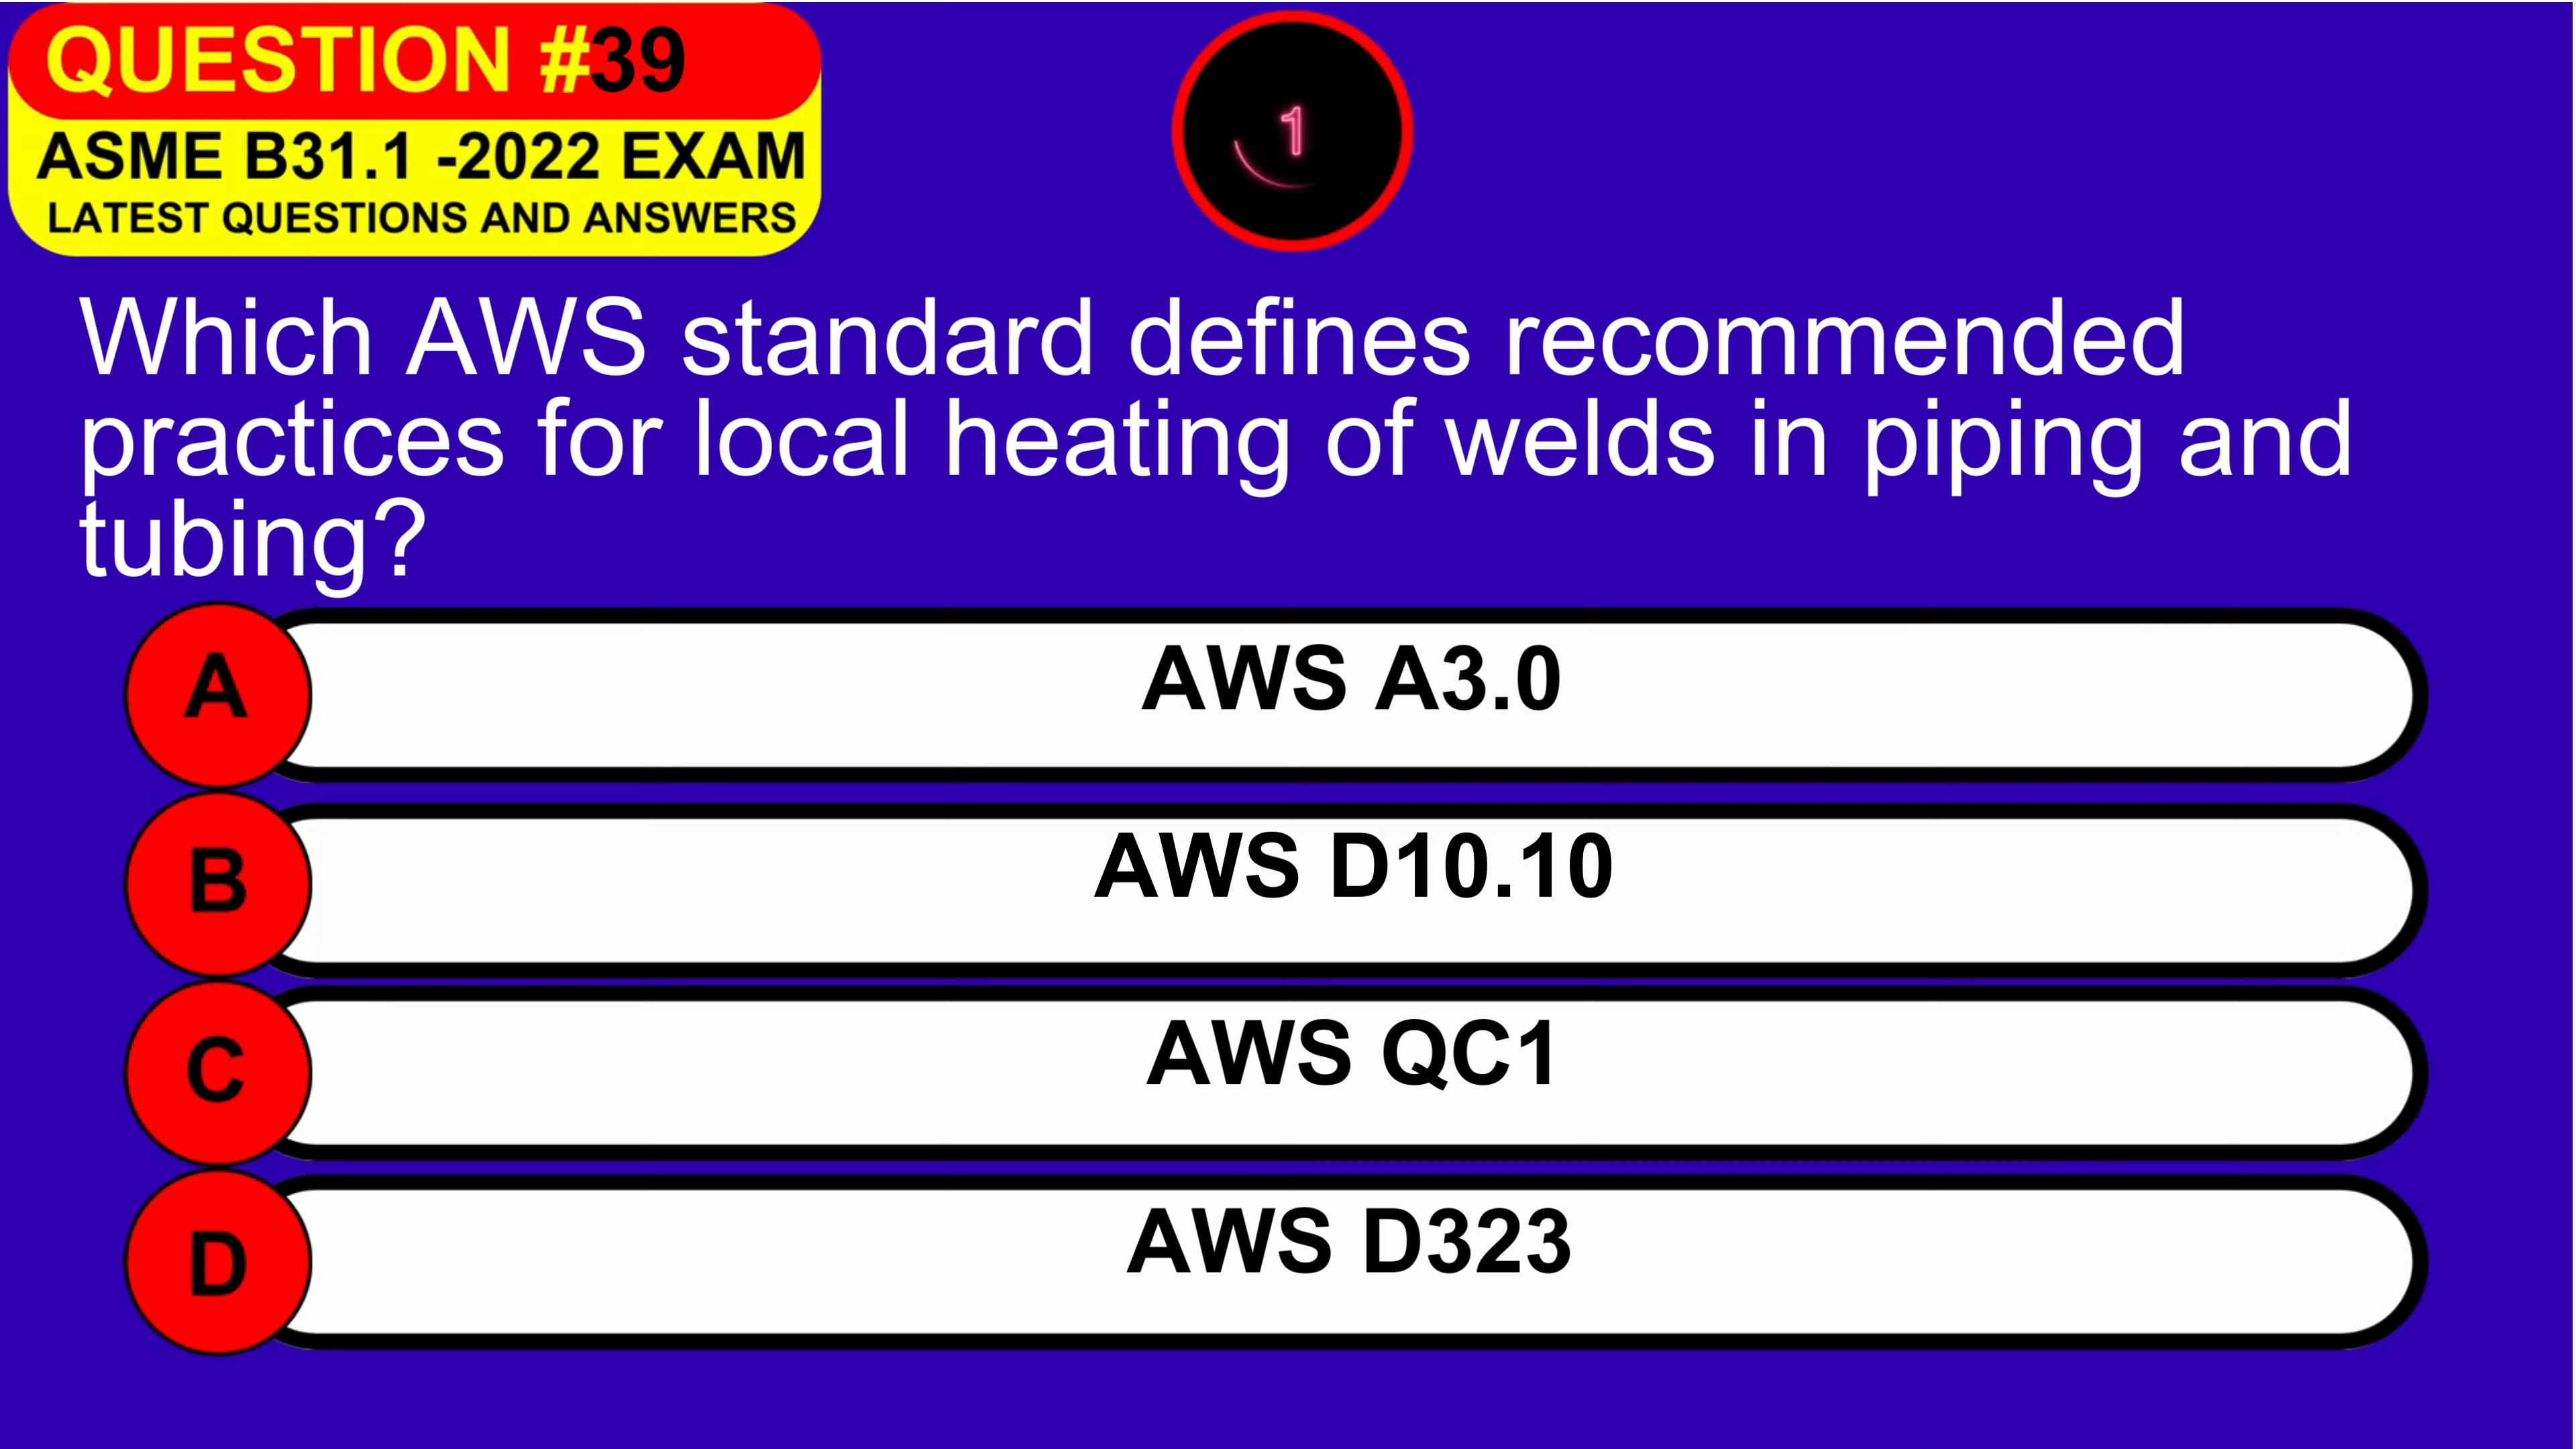 QUESTION #39
ASME B31.1 -2022 EXAM
LATEST QUESTIONS AND ANSWERS
1
Which AWS standard defines recommended
practices for local heating of welds in piping and
tubing?
A AWS A3.0
B AWS D10.10
C AWS QC1
D AWS D323